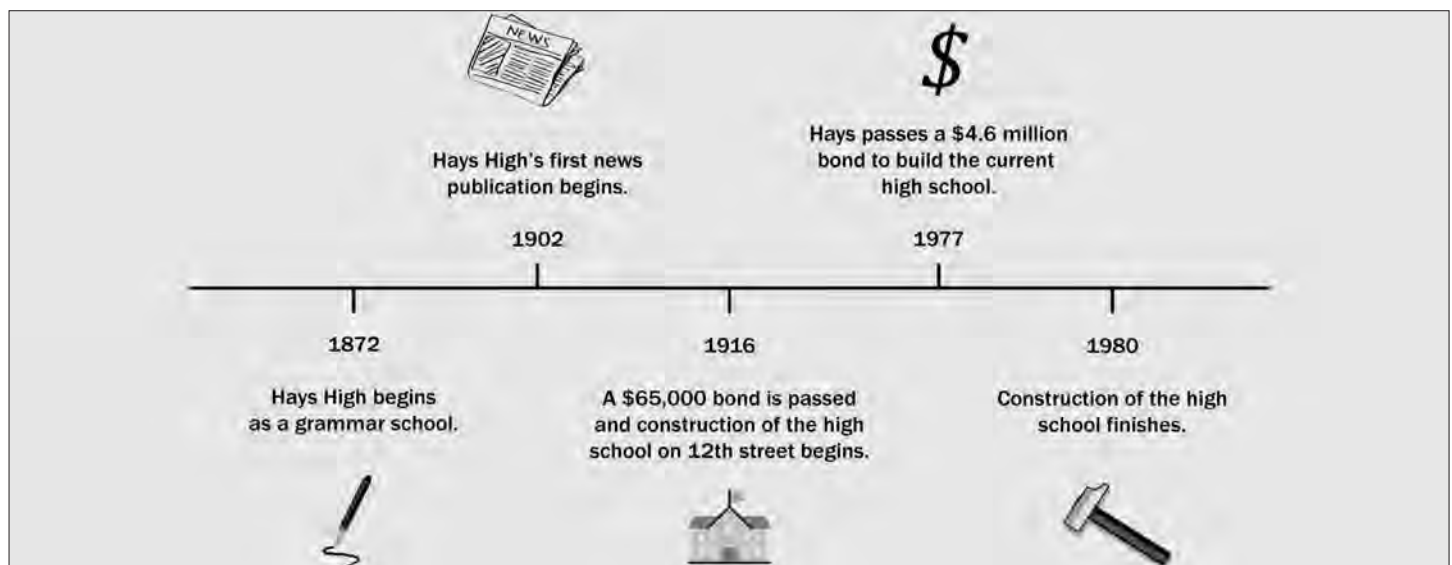 NEWS
Hays High's first news
publication begins.
1902
Hays passes a $4.6 million
bond to build the current
high school.
1977
1872
Hays High begins
as a grammar school.
1916
A $65,000 bond is passed
and construction of the high
school on 12th street begins.
1980
Construction of the high
school finishes.
$